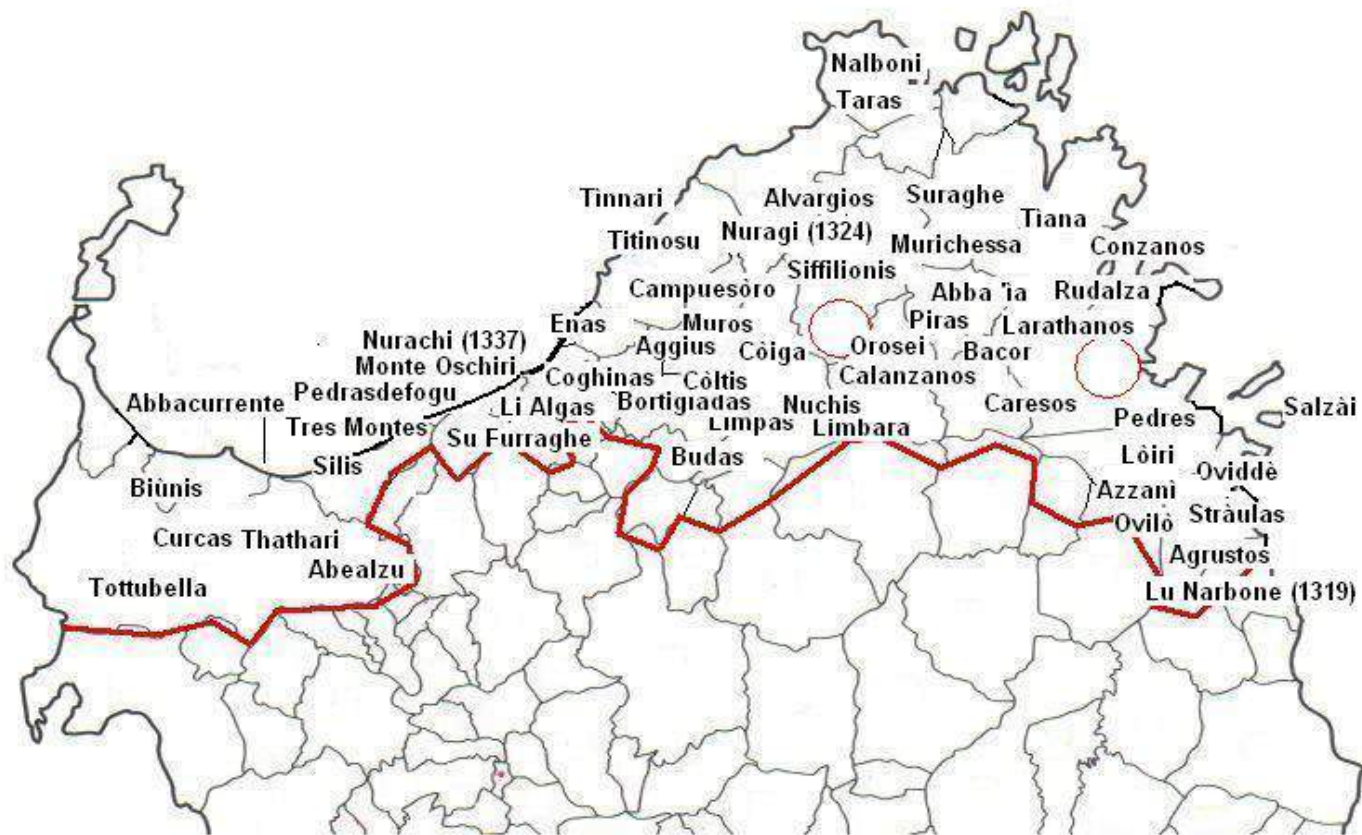 Nalboni
Taras
Tinnari
Alvargios
Suraghe
Tiana
Titinosu
Nuragi (1324)
Murichessa
Conzanos
Siffilionis
Campuesòro
Rudalza
Enas
Muros
Piras
Larathanos
Nurachi (1337)
Aggius
Còiga
Orosei
Bacor
Monte Oschiri
Coghinas
Còltis
Calanzanos
Pedrasdefogu
Abbacurrente
Li Algas
Bortigiadas
Nuchis
Caresos
Salzài
Tres Montes
Su Furraghe
Limpas
Limbara
Pedres
Silis
Budas
Lòiri
Oviddè
Biùnis
Azzanì
Curcas
Thathari
Ovilò
Stràulas
Abealzu
Agrustos
Tottubella
Lu Narbone (1319)